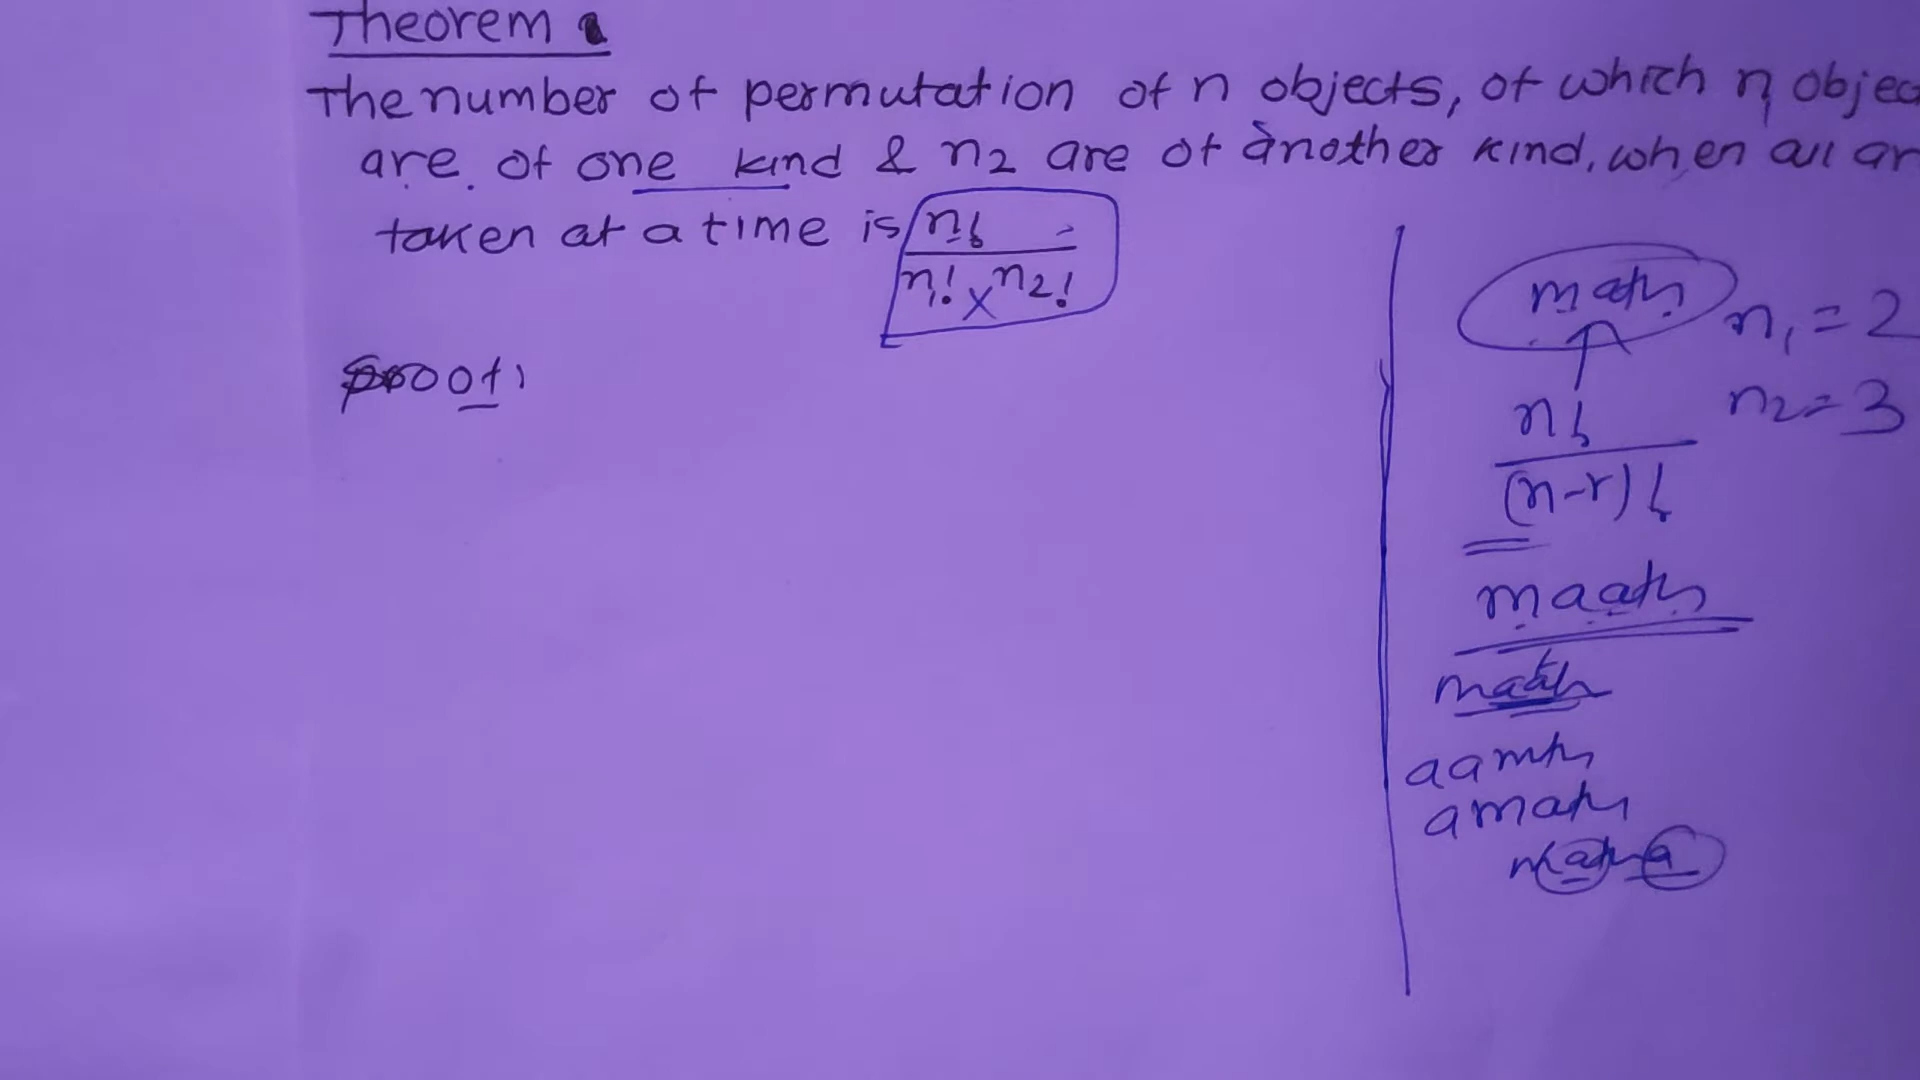 Theorem
The number of permutation of n objects, of which n₁ objec
are of one kind & n₂ are of another kind, when all ar
taken at a time is n!
n₁! x n₂!
proof:
math n₁ = 2
n! n₂ = 3
(n-r)!
maath
maath
aamth
amath
matha